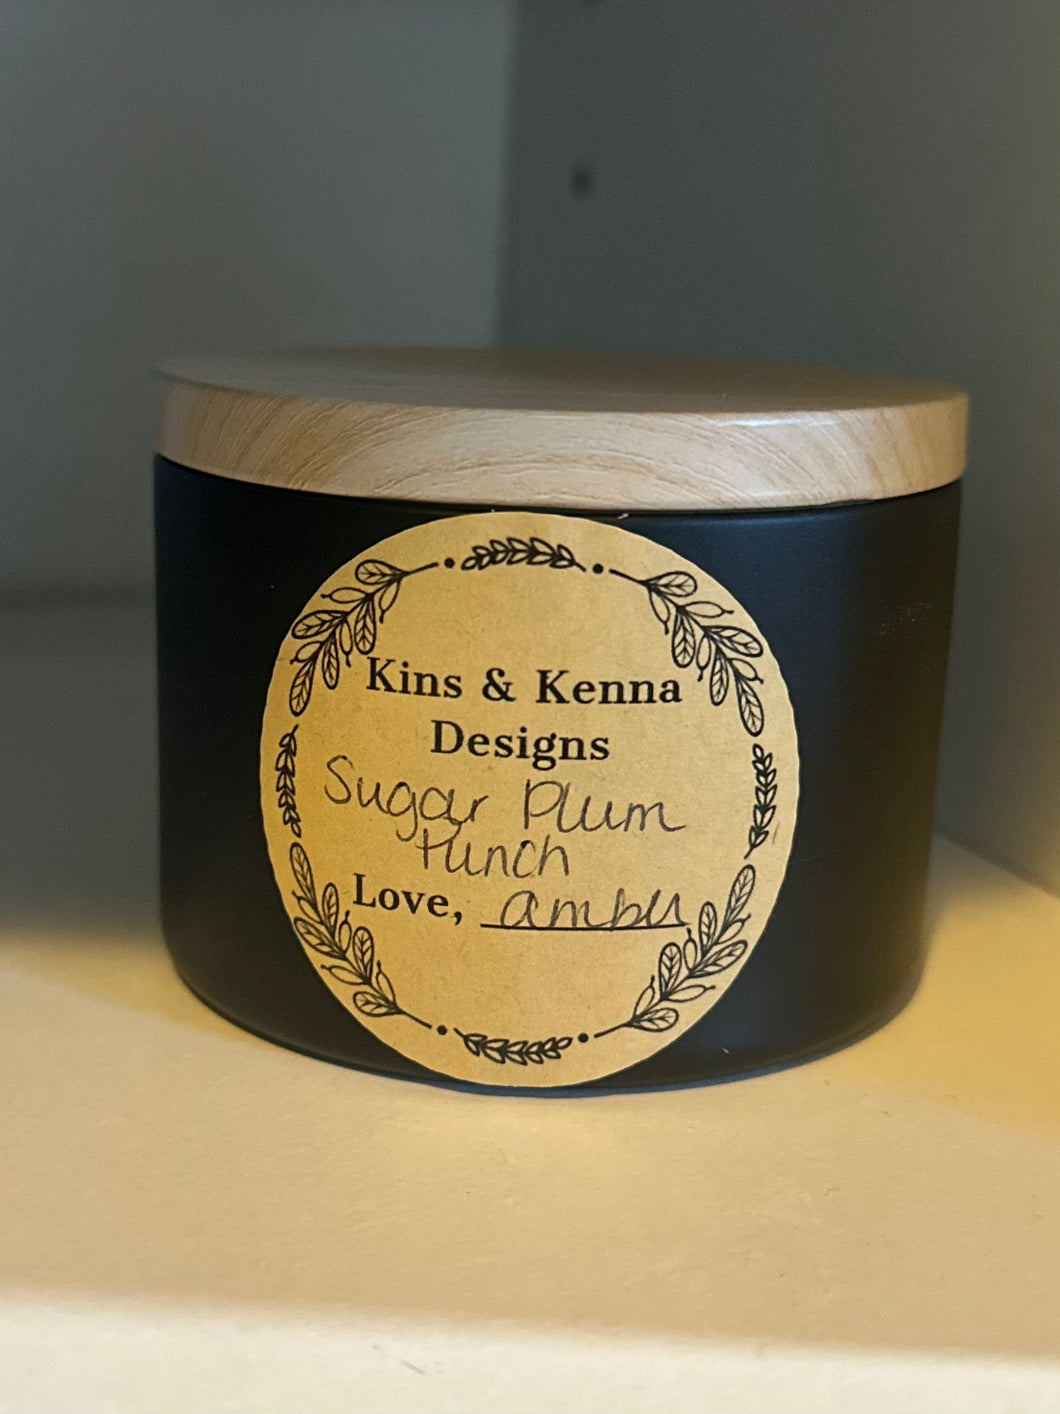 Kins & Kenna
Designs
Sugar Plum
Punch
Love, amber